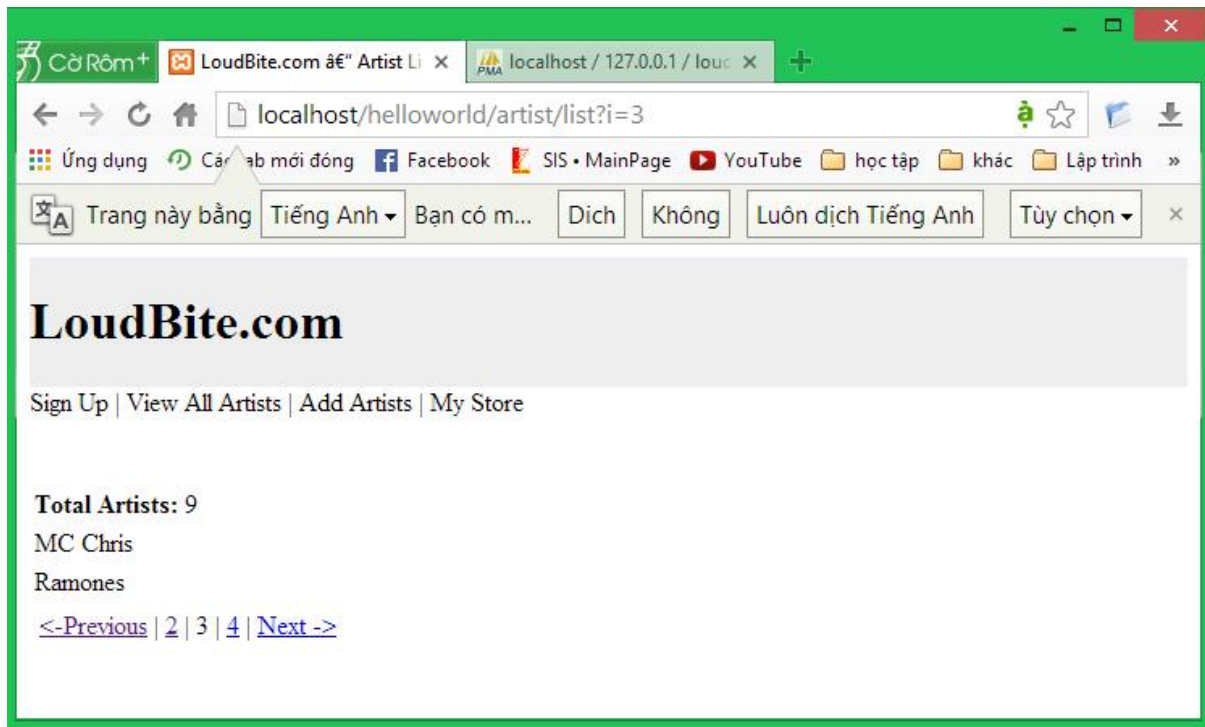 Cờ Rôm+ LoudBite.com â€“ Artist Li localhost / 127.0.0.1 / louc
localhost/helloworld/artist/list?i=3 ạ̉
Ứng dụng mới đóng Facebook SIS • MainPage YouTube học tập khác Lập trình »
Trang này bằng Tiếng Anh Bạn có m... Dich Không Luôn dịch Tiếng Anh Tùy chọn
LoudBite.com
Sign Up | View All Artists | Add Artists | My Store
Total Artists: 9
MC Chris
Ramones
<-Previous | 2 | 3 | 4 | Next ->